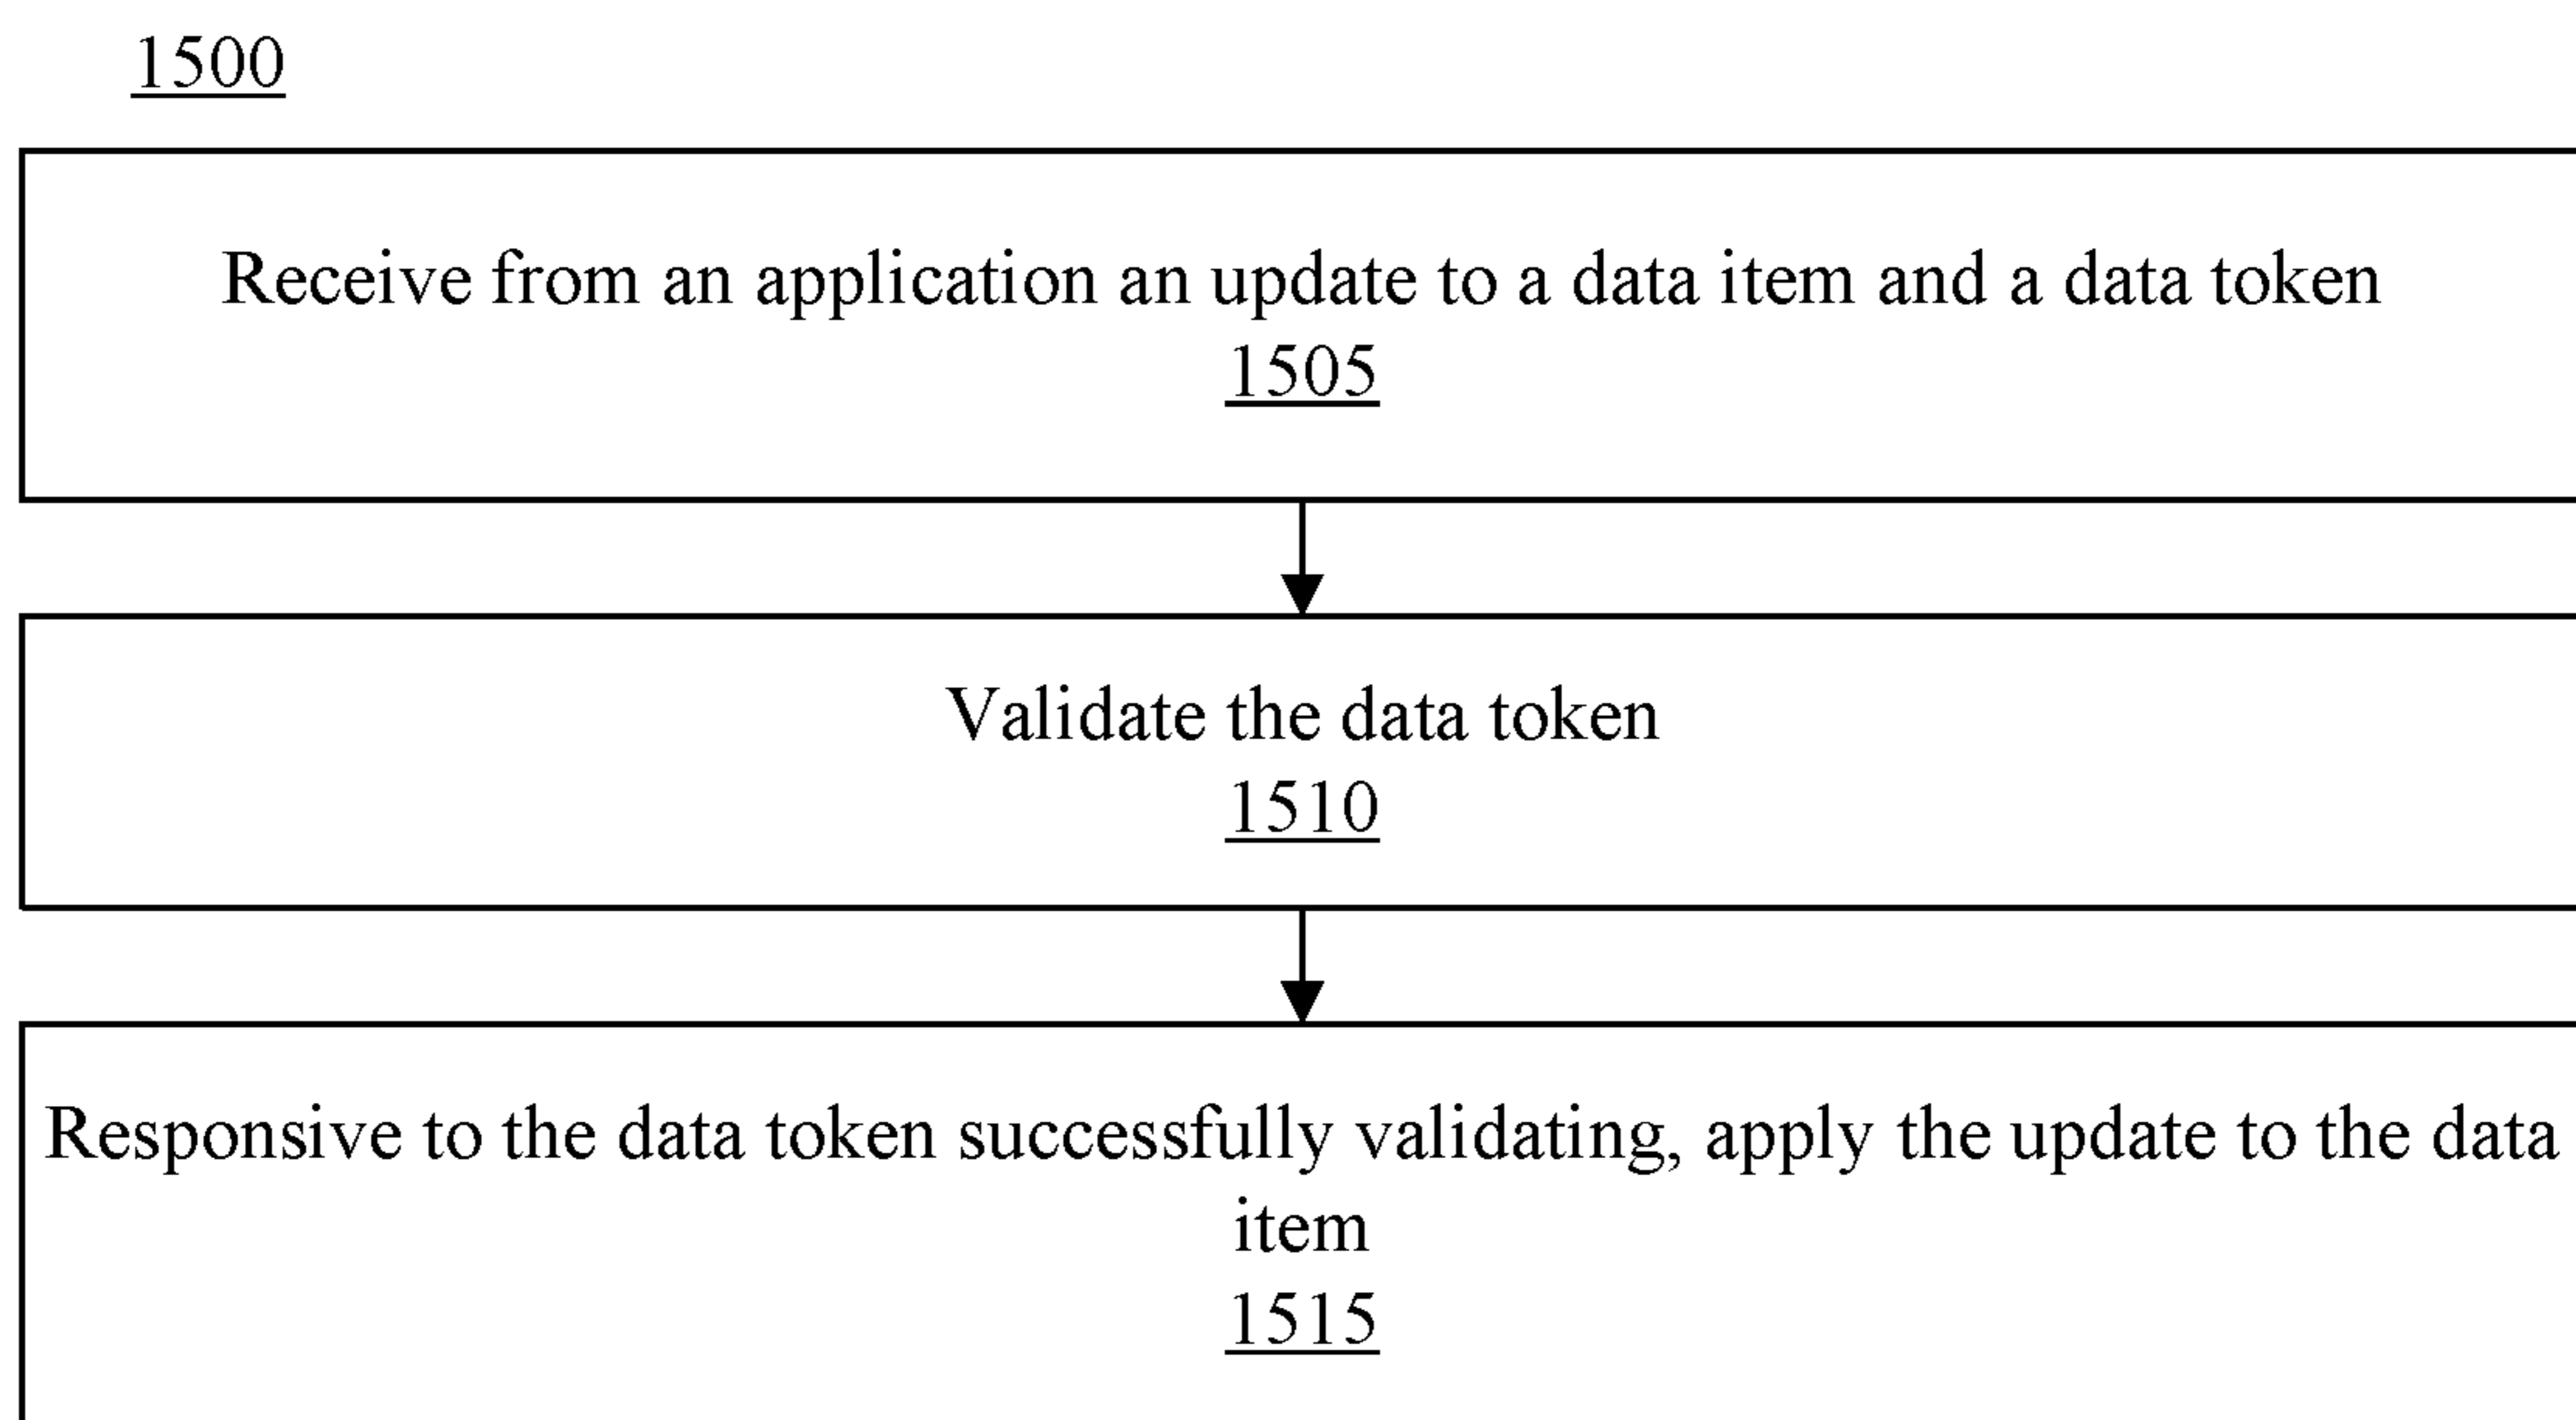 1500
Receive from an application an update to a data item and a data token
1505
Validate the data token
1510
Responsive to the data token successfully validating, apply the update to the data
item
1515